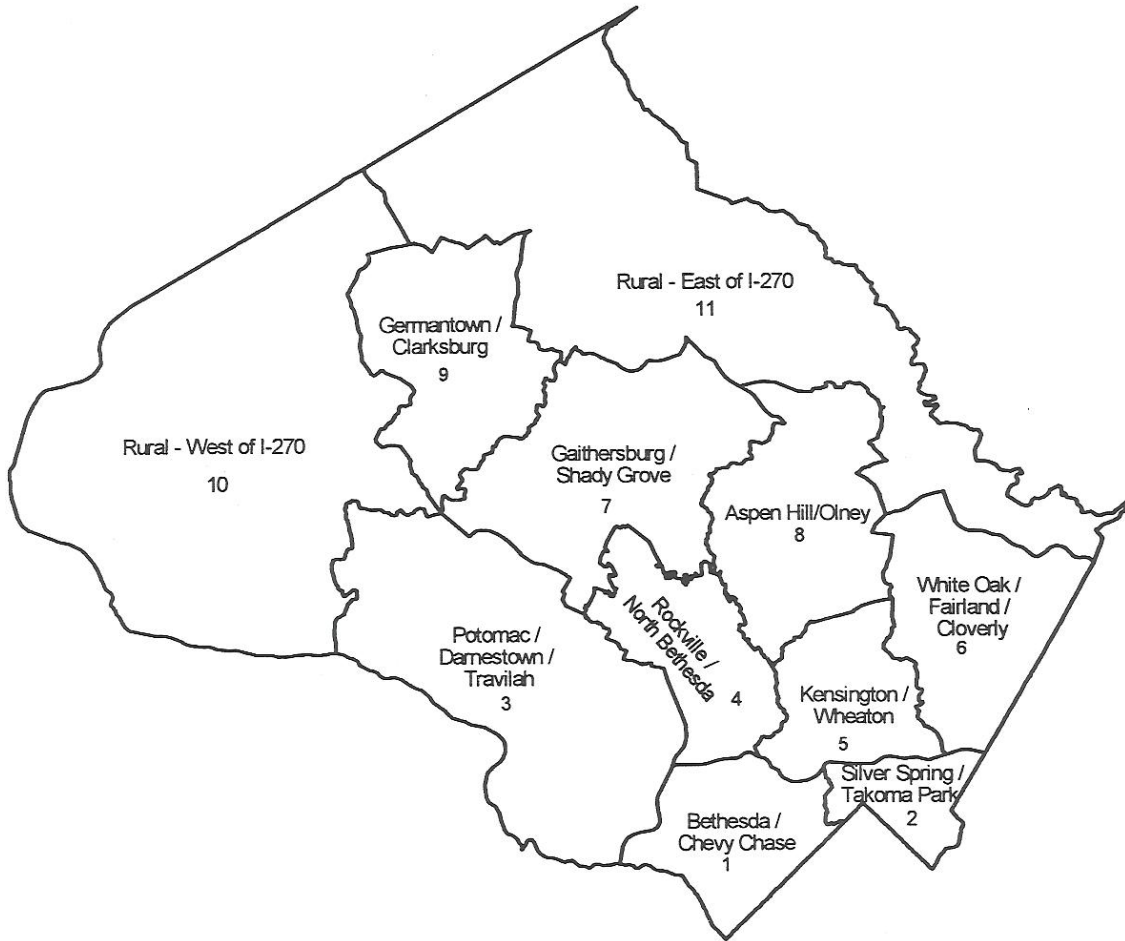 Rural - East of I-270
11
Germantown /
Clarksburg
9
Rural - West of I-270
10
Gaithersburg /
Shady Grove
7
Aspen Hill/Olney
8
White Oak /
Fairland /
Cloverly
6
Rockville /
North Bethesda
4
Potomac /
Darnestown /
Travilah
3
Kensington /
Wheaton
5
Silver Spring /
Takoma Park
2
Bethesda /
Chevy Chase
1